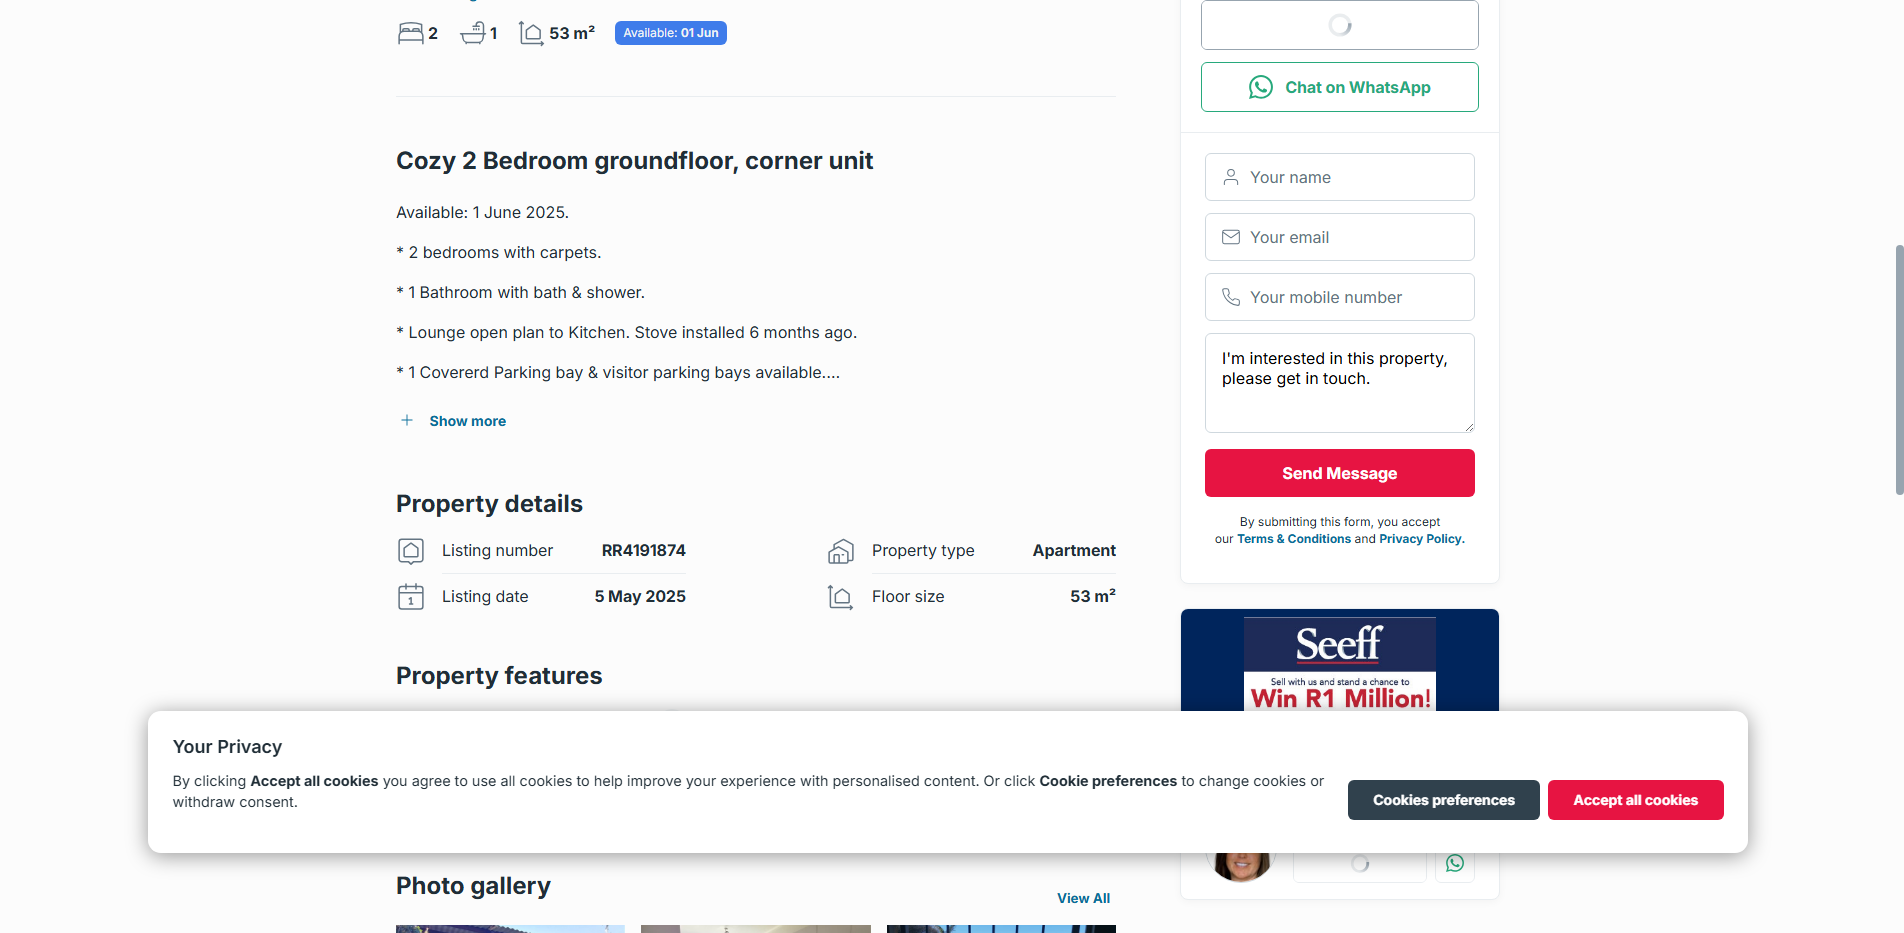 2
1
53 m²
Available: 01 Jun
Chat on WhatsApp
Cozy 2 Bedroom groundfloor, corner unit
Available: 1 June 2025.
* 2 bedrooms with carpets.
* 1 Bathroom with bath & shower.
* Lounge open plan to Kitchen. Stove installed 6 months ago.
* 1 Covererd Parking bay & visitor parking bays available....
Show more
Property details
Listing number
RR4191874
Property type
Apartment
Listing date
5 May 2025
Floor size
53 m²
Property features
Your name
Your email
Your mobile number
I'm interested in this property,
please get in touch.
Send Message
By submitting this form, you accept
our Terms & Conditions and Privacy Policy.
Seeff
Sell with us and stand a chance to
Win R1 Million!
Your Privacy
By clicking Accept all cookies you agree to use all cookies to help improve your experience with personalised content. Or click Cookie preferences to change cookies or
withdraw consent.
Cookies preferences
Accept all cookies
Photo gallery
View All